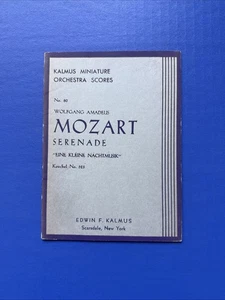 KALMUS MINIATURE
ORCHESTRA SCORES
No.
WOLFGANG AMADEUS
MOZART
SERENADE
"EINE KLEINE NACHTMUSIK"
Koechel-No. 525
EDWIN F. KALMUS
Scarsdale, New York